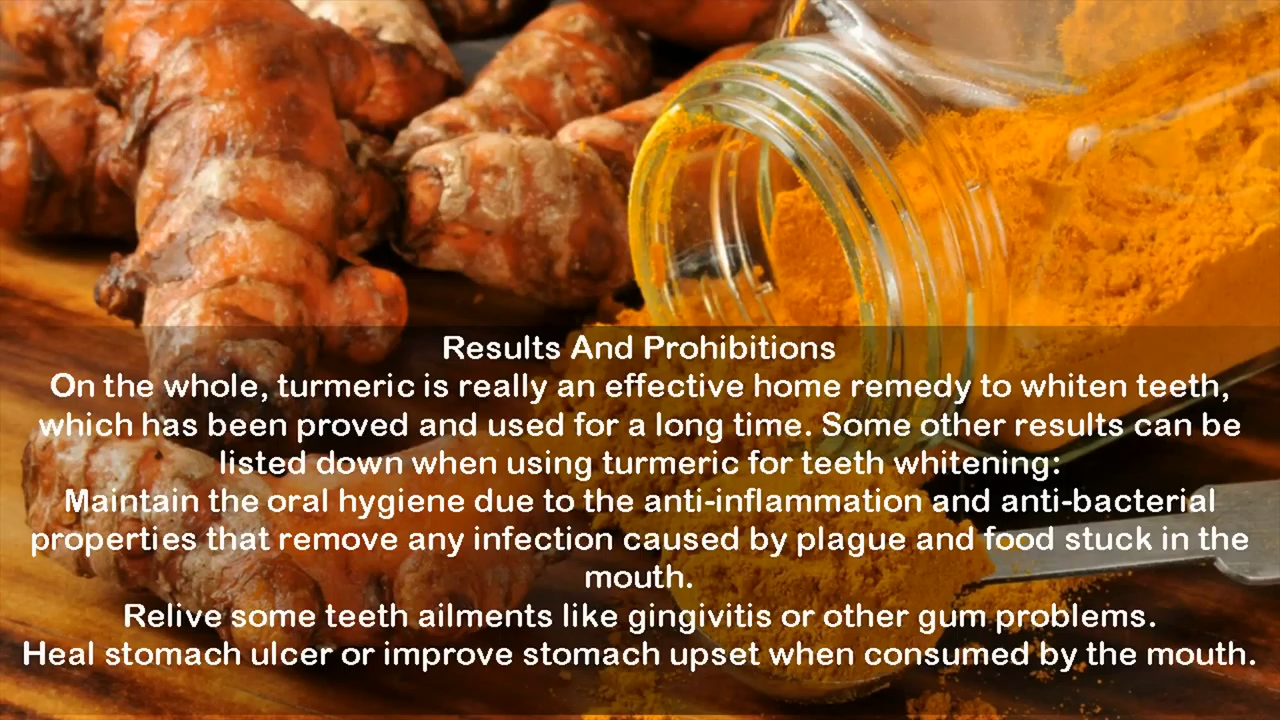 Results And Prohibitions
On the whole, turmeric is really an effective home remedy to whiten teeth,
which has been proved and used for a long time. Some other results can be
listed down when using turmeric for teeth whitening:
Maintain the oral hygiene due to the anti-inflammation and anti-bacterial
properties that remove any infection caused by plague and food stuck in the
mouth.
Relive some teeth ailments like gingivitis or other gum problems.
Heal stomach ulcer or improve stomach upset when consumed by the mouth.